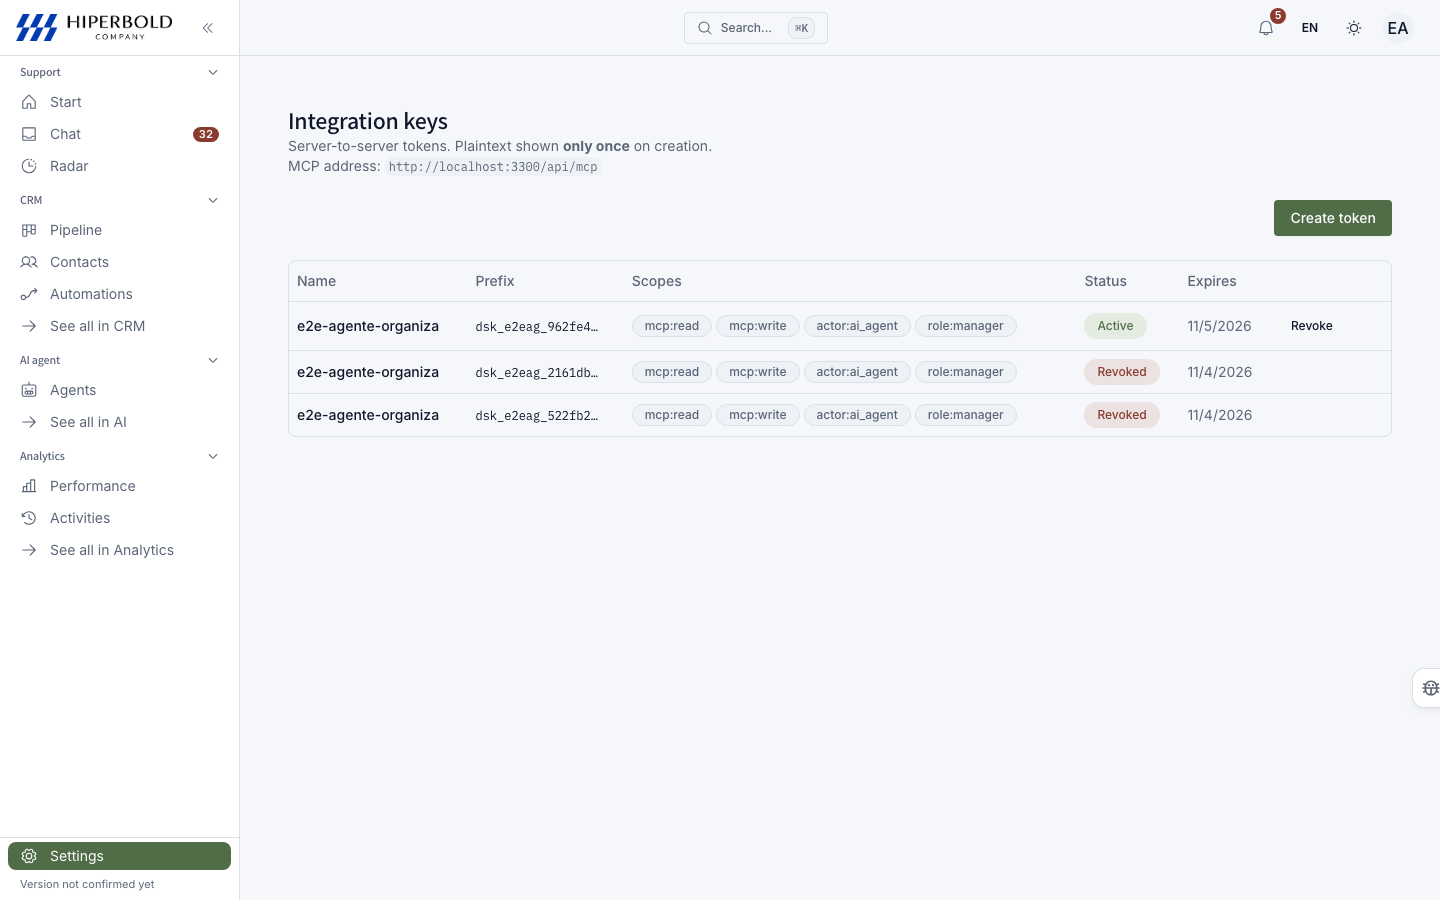 HIPERBOLD
COMPANY
Search...
⌘K
5
EN
EA
Support
Start
Chat
32
Radar
CRM
Pipeline
Contacts
Automations
See all in CRM
AI agent
Agents
See all in AI
Analytics
Performance
Activities
See all in Analytics
Settings
Version not confirmed yet
Integration keys
Server-to-server tokens. Plaintext shown only once on creation.
MCP address: http://localhost:3300/api/mcp
Create token
Name Prefix Scopes Status Expires
e2e-agente-organiza dsk_e2eag_962fe4… mcp:read mcp:write actor:ai_agent role:manager Active 11/5/2026 Revoke
e2e-agente-organiza dsk_e2eag_2161db… mcp:read mcp:write actor:ai_agent role:manager Revoked 11/4/2026
e2e-agente-organiza dsk_e2eag_522fb2… mcp:read mcp:write actor:ai_agent role:manager Revoked 11/4/2026